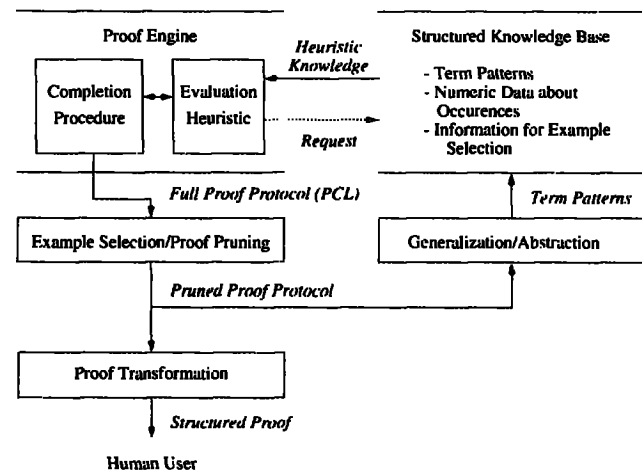 Proof Engine
Heuristic
Knowledge
Structured Knowledge Base
Completion
Procedure
Evaluation
Heuristic
Request
- Term Patterns
- Numeric Data about
Occurences
- Information for Example
Selection
Full Proof Protocol (PCL)
Term Patterns
Example Selection/Proof Pruning
Generalization/Abstraction
Pruned Proof Protocol
Proof Transformation
Structured Proof
Human User